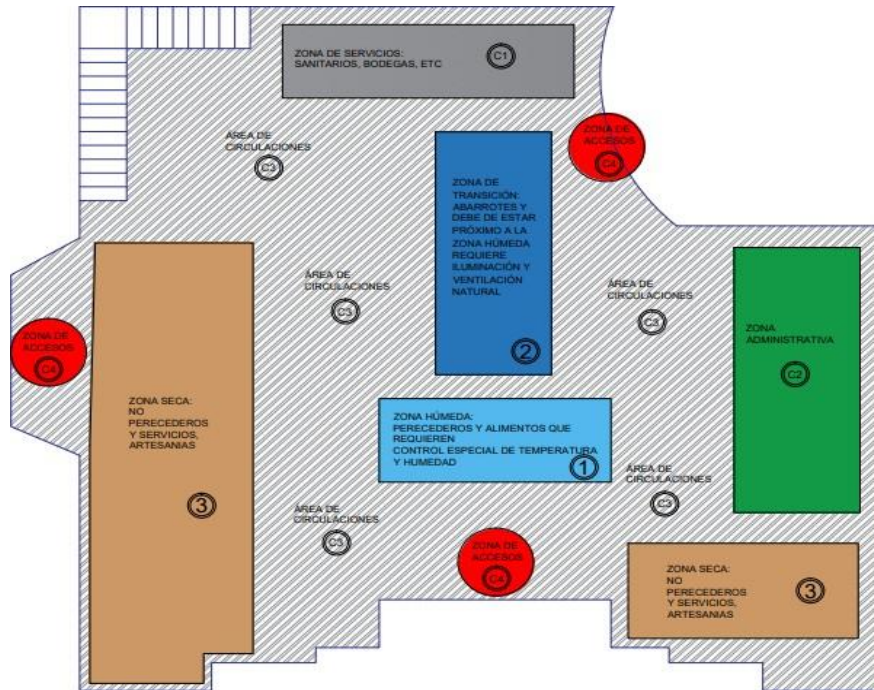 ZONA DE SERVICIOS:
SANITARIOS, BODEGAS, ETC
C1
ÁREA DE
CIRCULACIONES
C3
ZONA DE
ACCESOS
C4
ZONA DE
TRANSICIÓN:
ABARROTES Y
DEBE DE ESTAR
PRÓXIMO A LA
ZONA HÚMEDA
REQUIERE
ILUMINACIÓN Y
VENTILACIÓN
NATURAL
2
ÁREA DE
CIRCULACIONES
C3
ÁREA DE
CIRCULACIONES
C3
ZONA
ADMINISTRATIVA
C2
ZONA DE
ACCESOS
C4
ZONA SECA:
NO
PERECEDEROS
Y SERVICIOS,
ARTESANIAS
3
ZONA HÚMEDA:
PERECEDEROS Y ALIMENTOS QUE
REQUIEREN
CONTROL ESPECIAL DE TEMPERATURA
Y HUMEDAD
1
ÁREA DE
CIRCULACIONES
C3
ÁREA DE
CIRCULACIONES
C3
ZONA DE
ACCESOS
C4
ZONA SECA:
NO
PERECEDEROS
Y SERVICIOS,
ARTESANIAS
3